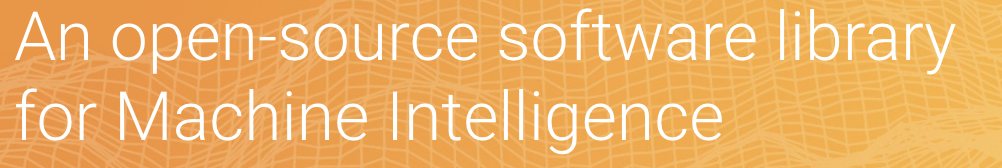 An open-source software library
for Machine Intelligence